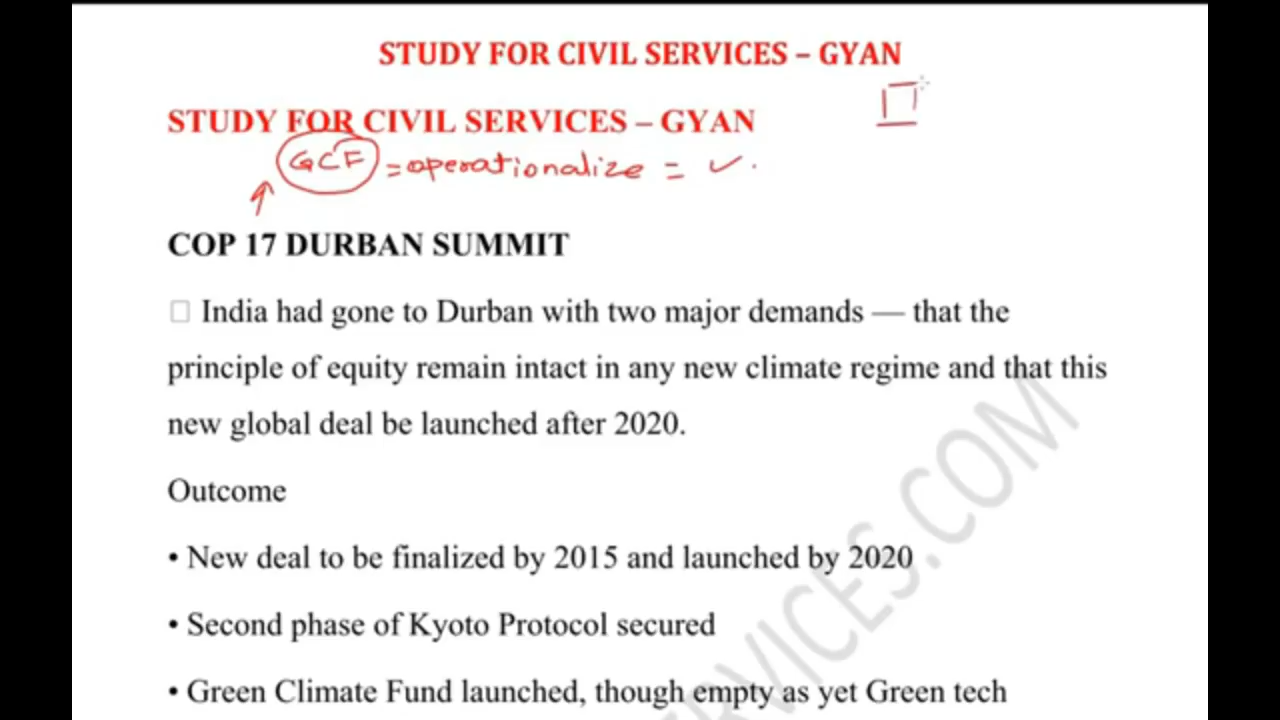 STUDY FOR CIVIL SERVICES – GYAN
STUDY FOR CIVIL SERVICES – GYAN
GCF = operationalize = ✓.
COP 17 DURBAN SUMMIT
□ India had gone to Durban with two major demands — that the
principle of equity remain intact in any new climate regime and that this
new global deal be launched after 2020.
Outcome
• New deal to be finalized by 2015 and launched by 2020
• Second phase of Kyoto Protocol secured
• Green Climate Fund launched, though empty as yet Green tech
SERVICES.COM